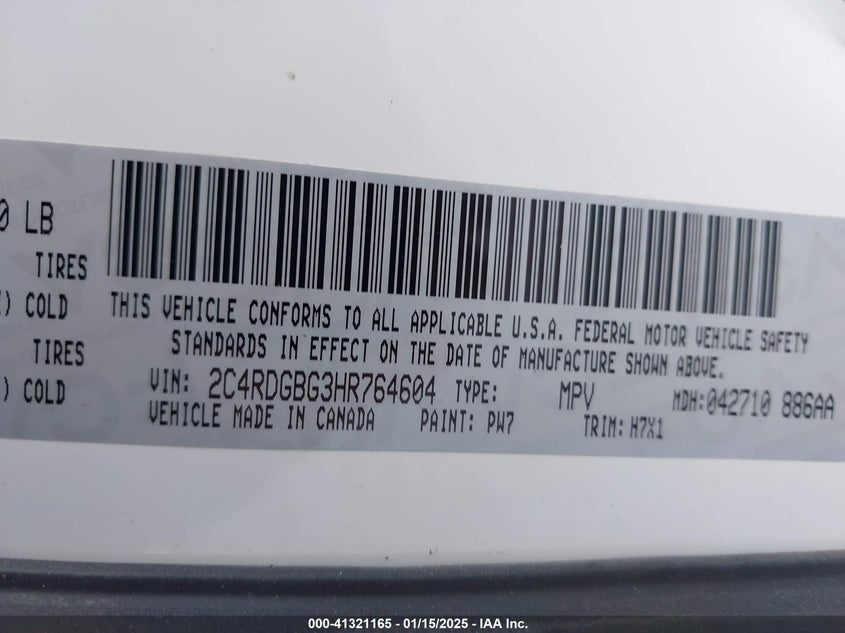 0 LB
TIRES
) COLD
TIRES
) COLD
THIS VEHICLE CONFORMS TO ALL APPLICABLE U.S.A. FEDERAL MOTOR VEHICLE SAFETY
STANDARDS IN EFFECT ON THE DATE OF MANUFACTURE SHOWN ABOVE.
VIN: 2C4RDGBG3HR764604 TYPE: MPV MDH:042710 886AA
VEHICLE MADE IN CANADA PAINT: PW7 TRIM: H7X1
000-41321165 - 01/15/2025 - IAA Inc.